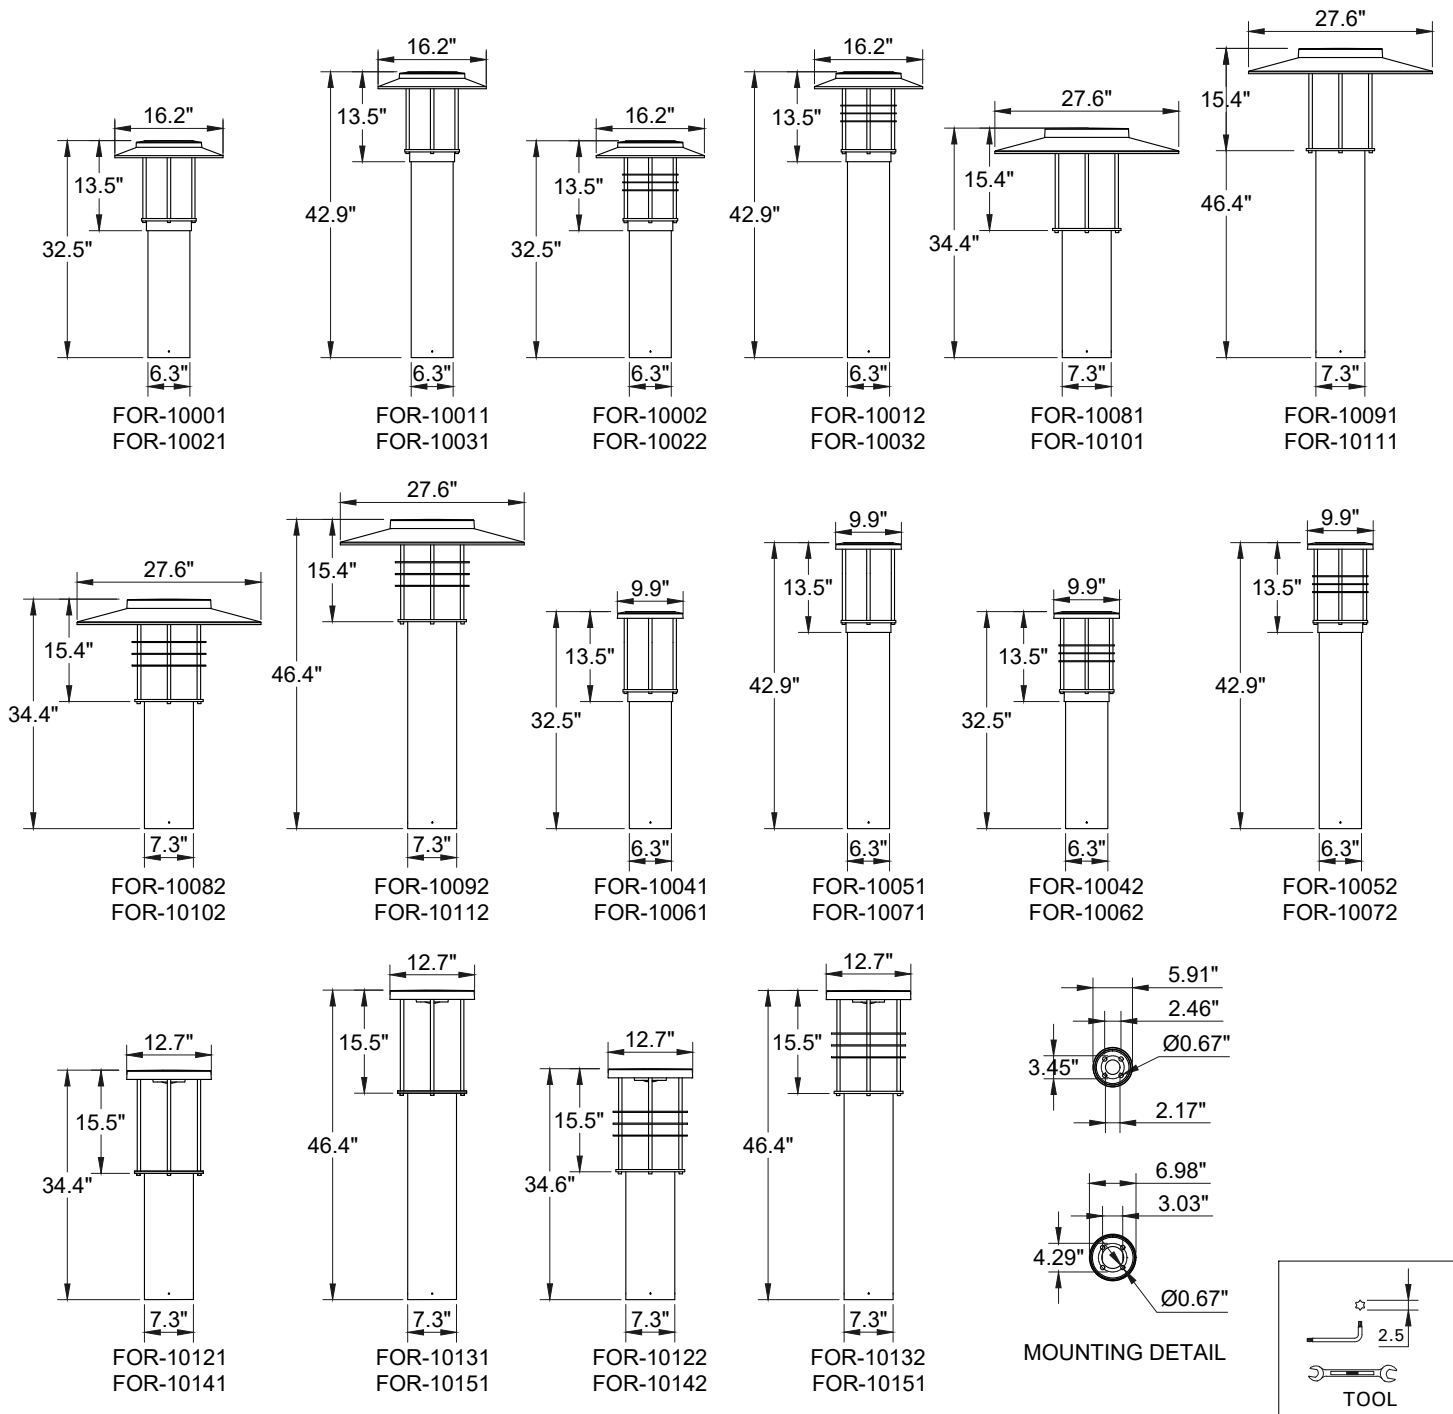 16.2"
13.5"
32.5"
6.3"
FOR-10001
FOR-10021
16.2"
13.5"
42.9"
6.3"
FOR-10011
FOR-10031
16.2"
13.5"
32.5"
6.3"
FOR-10002
FOR-10022
16.2"
13.5"
42.9"
6.3"
FOR-10012
FOR-10032
27.6"
15.4"
34.4"
7.3"
FOR-10081
FOR-10101
27.6"
15.4"
46.4"
7.3"
FOR-10091
FOR-10111
27.6"
15.4"
34.4"
7.3"
FOR-10082
FOR-10102
27.6"
15.4"
46.4"
7.3"
FOR-10092
FOR-10112
9.9"
13.5"
32.5"
6.3"
FOR-10041
FOR-10061
9.9"
13.5"
42.9"
6.3"
FOR-10051
FOR-10071
9.9"
13.5"
32.5"
6.3"
FOR-10042
FOR-10062
9.9"
13.5"
42.9"
6.3"
FOR-10052
FOR-10072
12.7"
15.5"
34.4"
7.3"
FOR-10121
FOR-10141
12.7"
15.5"
46.4"
7.3"
FOR-10131
FOR-10151
12.7"
15.5"
34.6"
7.3"
FOR-10122
FOR-10142
12.7"
15.5"
46.4"
7.3"
FOR-10132
FOR-10151
5.91"
2.46"
Ø0.67"
3.45"
2.17"
6.98"
3.03"
4.29"
Ø0.67"
MOUNTING DETAIL
2.5
TOOL